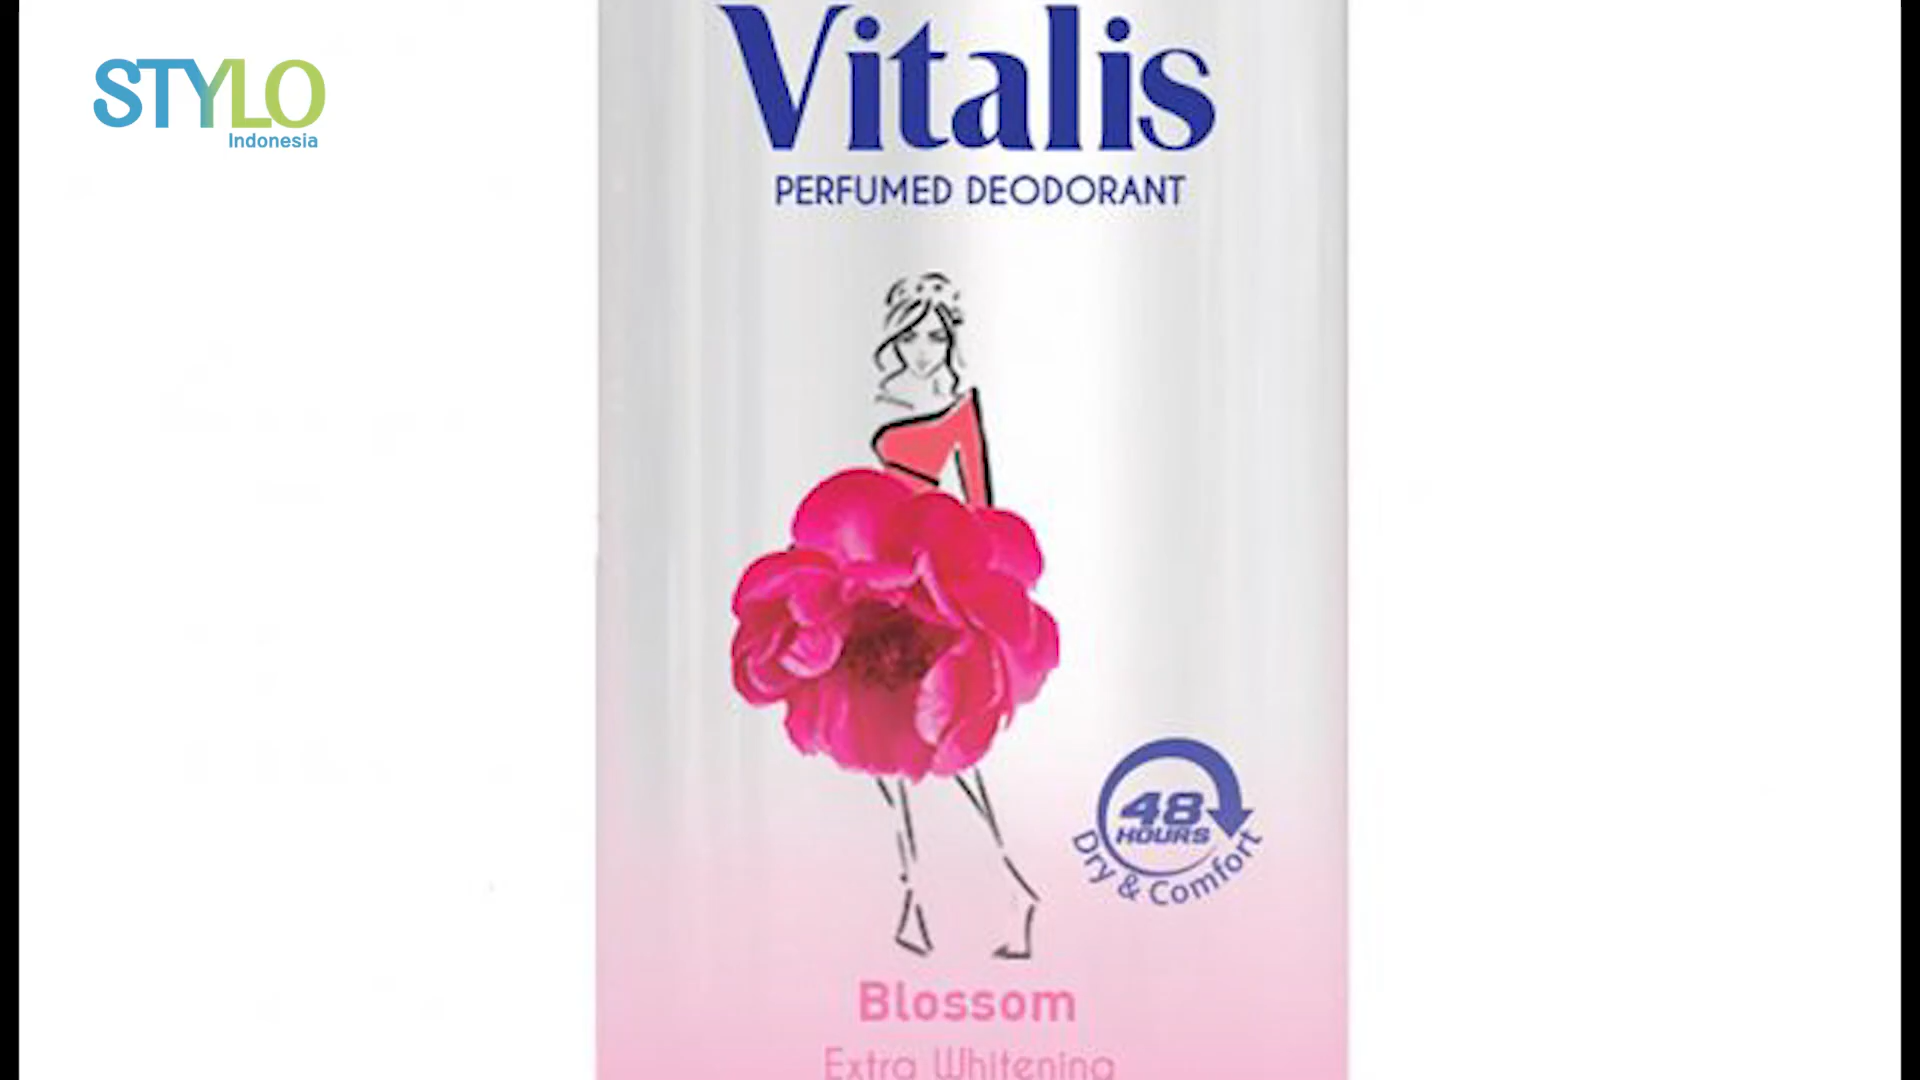 STYLO
Indonesia
Vitalis
PERFUMED DEODORANT
48
HOURS
Dry & Comfort
Blossom
Extra Whitening